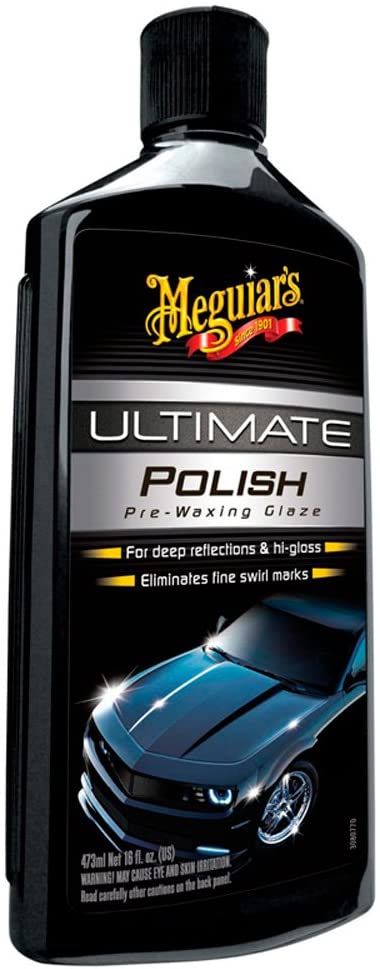 Meguiar's
Since 1901
ULTIMATE
POLISH
Pre-Waxing Glaze
For deep reflections & hi-gloss
Eliminates fine swirl marks
473ml Net 16 fl. oz. (US)
WARNING! MAY CAUSE EYE AND SKIN IRRITATION.
Read carefully other cautions on the back panel.
3080770